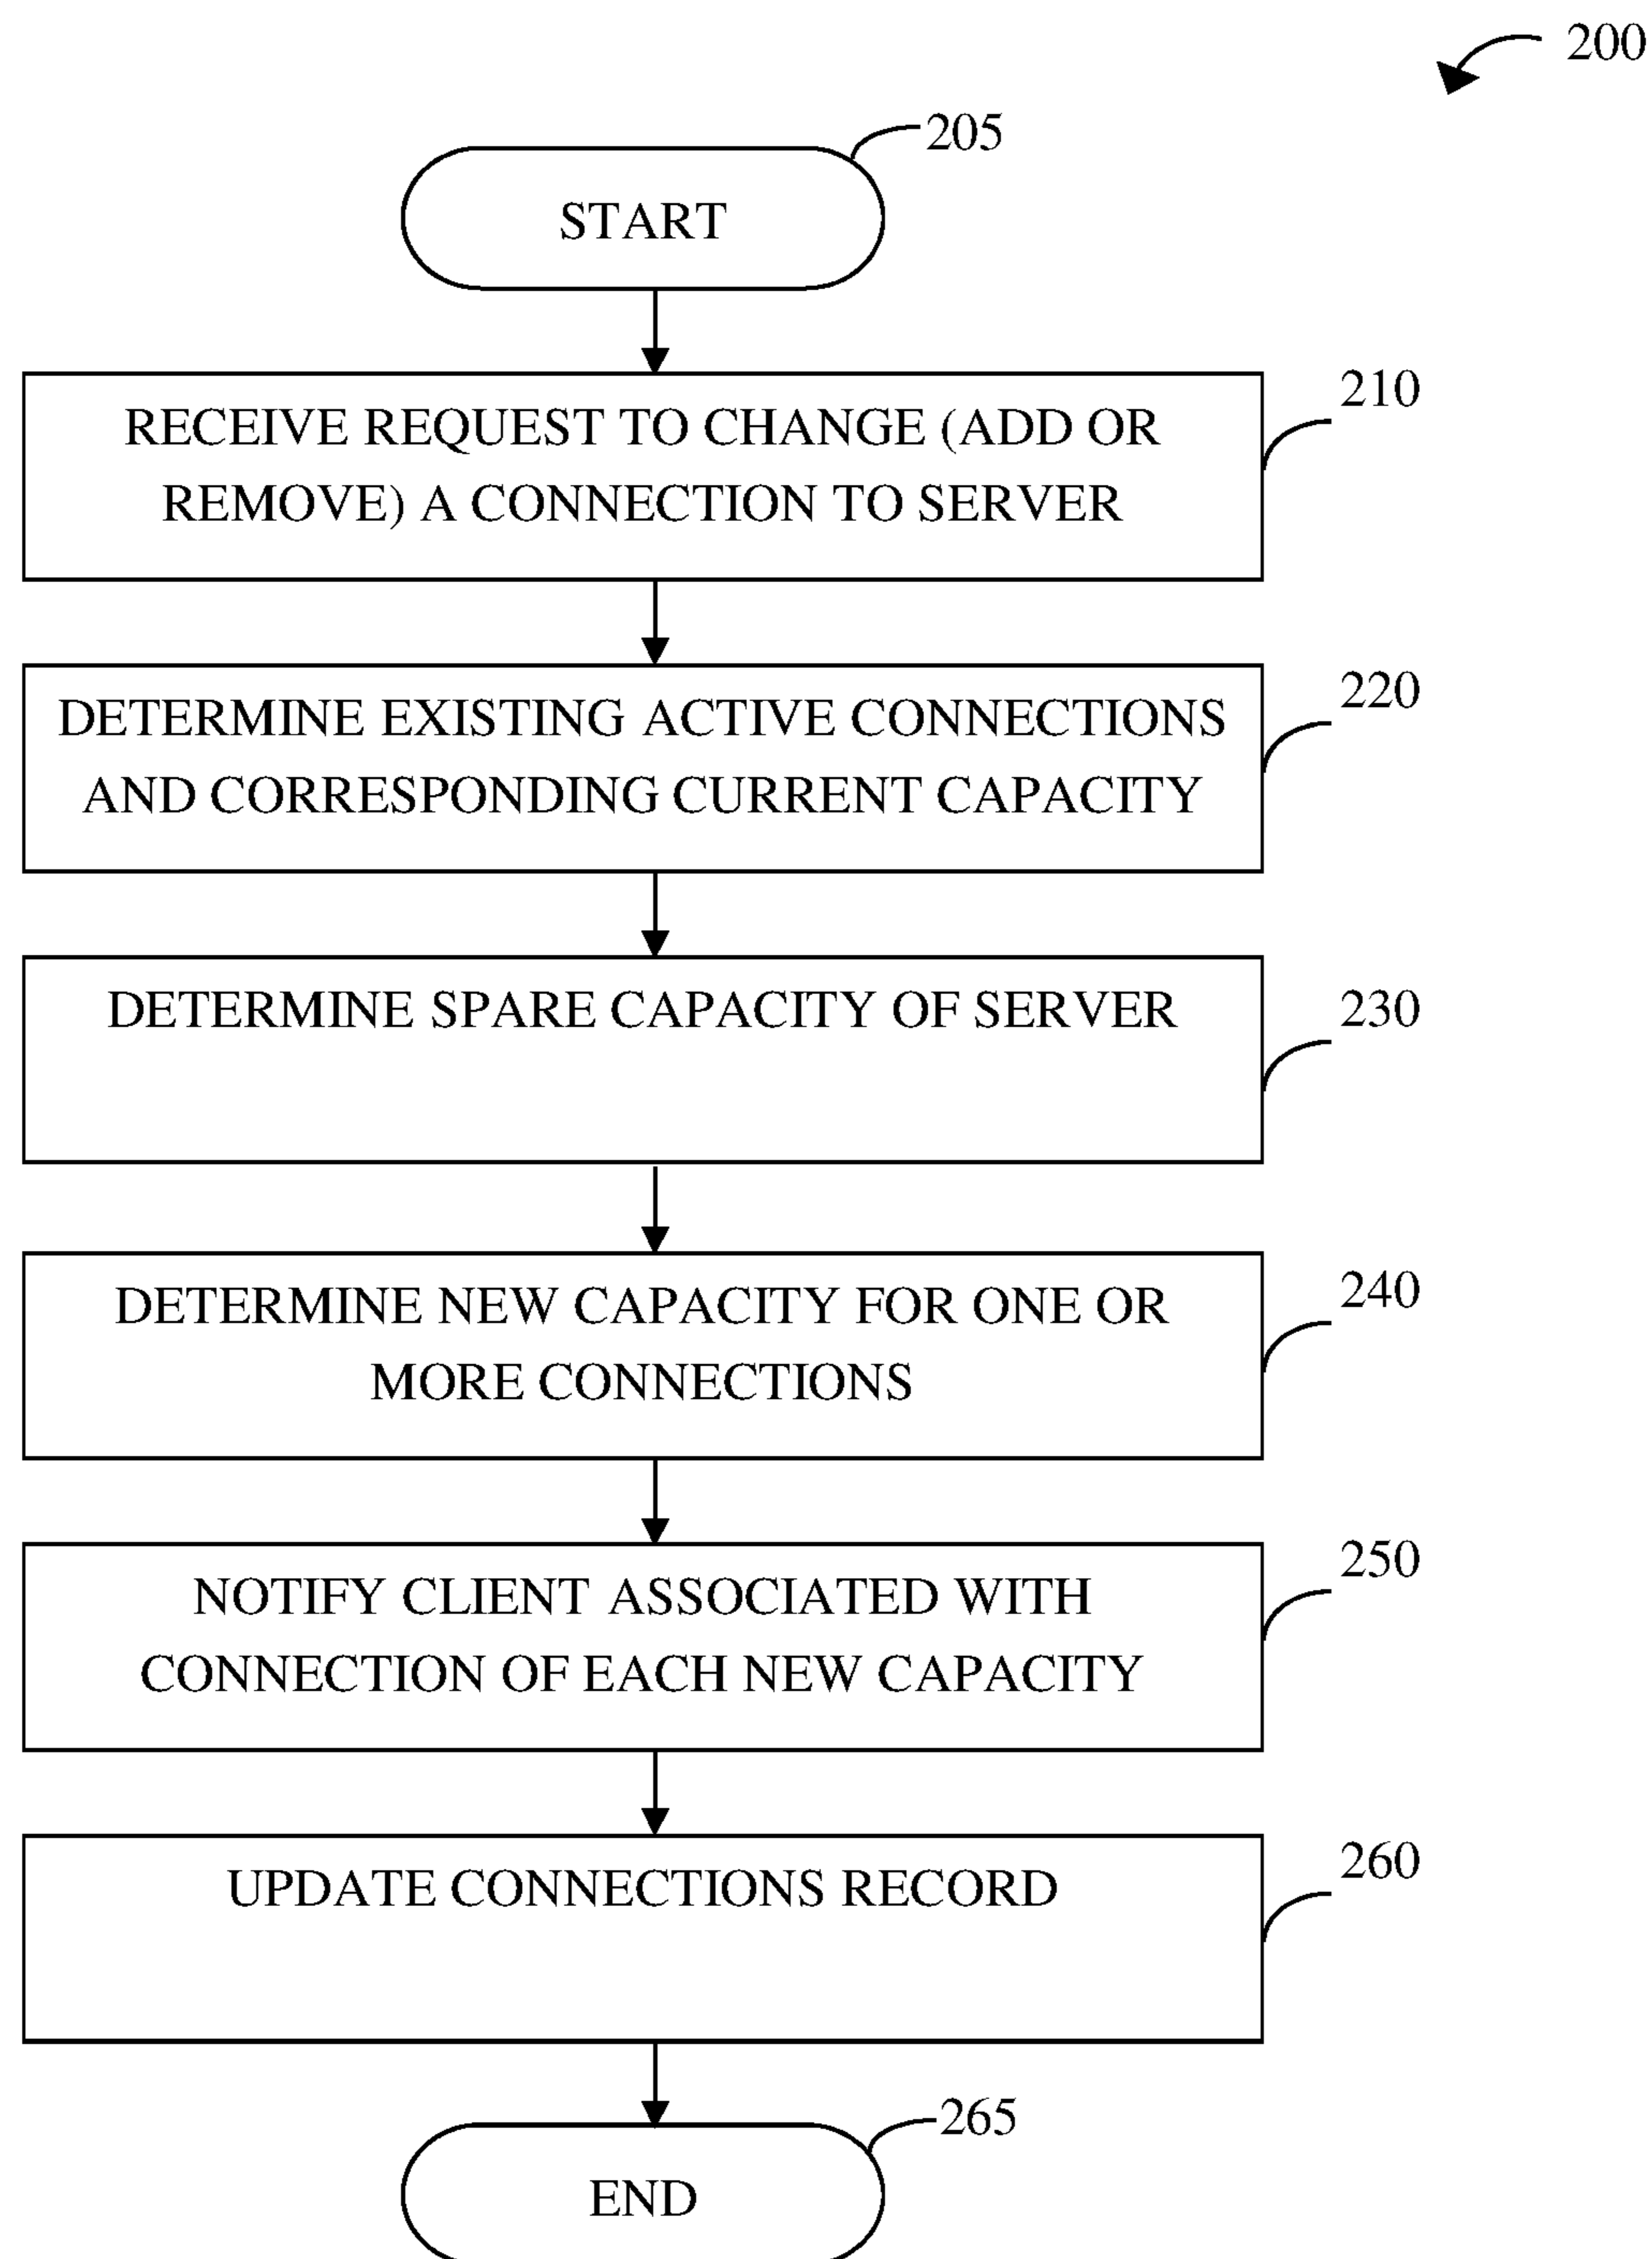 200
205
START
210
RECEIVE REQUEST TO CHANGE (ADD OR
REMOVE) A CONNECTION TO SERVER
220
DETERMINE EXISTING ACTIVE CONNECTIONS
AND CORRESPONDING CURRENT CAPACITY
230
DETERMINE SPARE CAPACITY OF SERVER
240
DETERMINE NEW CAPACITY FOR ONE OR
MORE CONNECTIONS
250
NOTIFY CLIENT ASSOCIATED WITH
CONNECTION OF EACH NEW CAPACITY
260
UPDATE CONNECTIONS RECORD
265
END